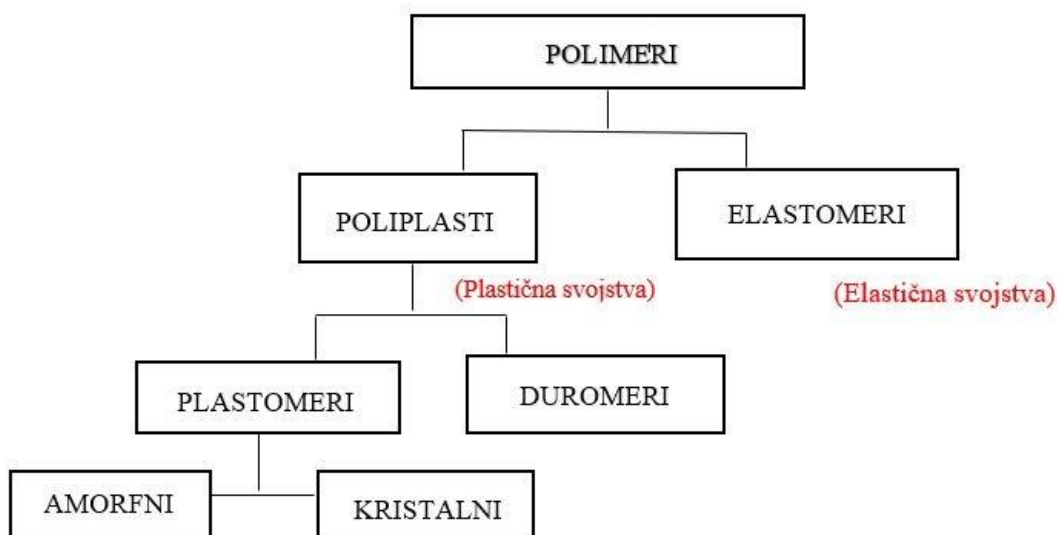 POLIMERI
POLIPLASTI
ELASTOMERI
(Plastična svojstva)
(Elastična svojstva)
PLASTOMERI
DUROMERI
AMORFNI
KRISTALNI